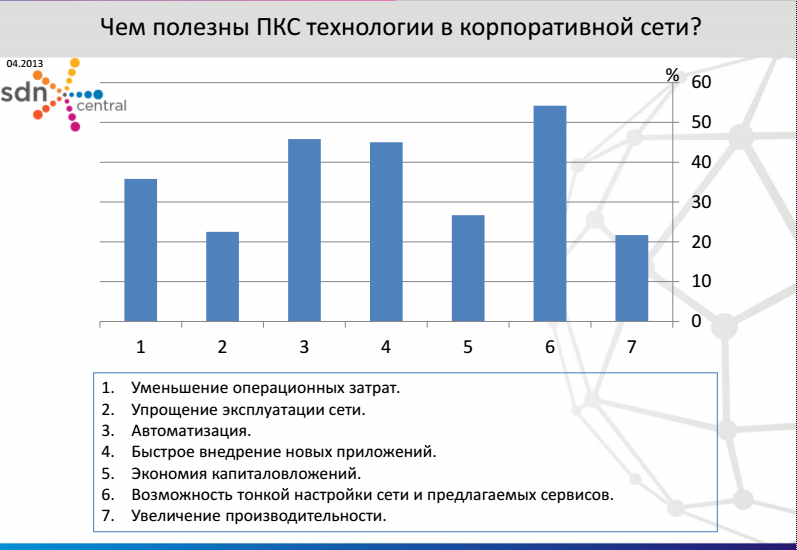 Чем полезны ПКС технологии в корпоративной сети?
04.2013
sdn
central
%
60
50
40
30
20
10
0
1 2 3 4 5 6 7
1. Уменьшение операционных затрат.
2. Упрощение эксплуатации сети.
3. Автоматизация.
4. Быстрое внедрение новых приложений.
5. Экономия капиталовложений.
6. Возможность тонкой настройки сети и предлагаемых сервисов.
7. Увеличение производительности.